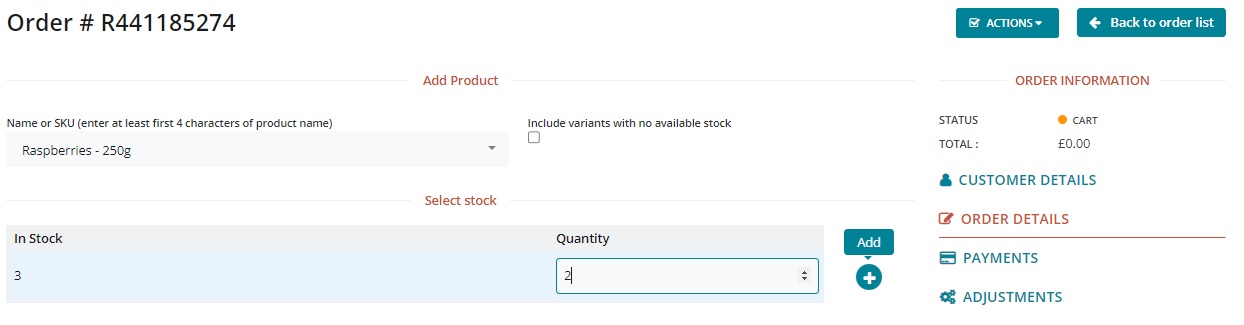 Order # R441185274
ACTIONS
Back to order list
Add Product
Name or SKU (enter at least first 4 characters of product name)
Raspberries - 250g
Include variants with no available stock
Select stock
In Stock
Quantity
3
2
Add
ORDER INFORMATION
STATUS
CART
TOTAL :
£0.00
CUSTOMER DETAILS
ORDER DETAILS
PAYMENTS
ADJUSTMENTS